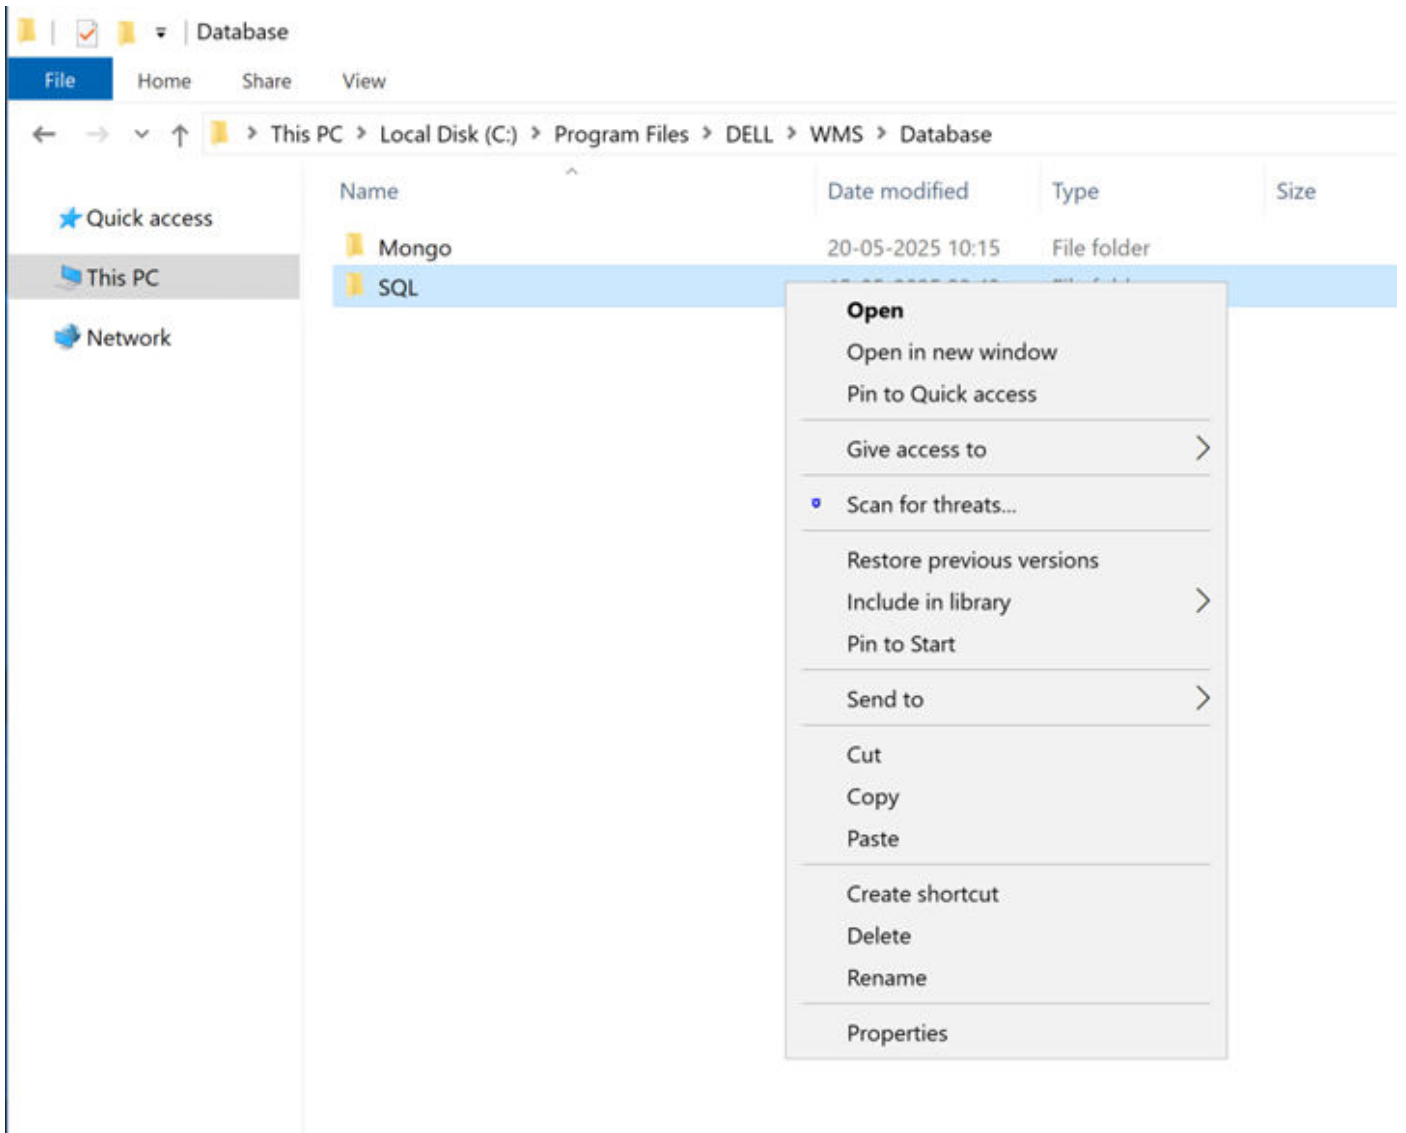 Database
File Home Share View
This PC > Local Disk (C:) > Program Files > DELL > WMS > Database
Name Date modified Type Size
Quick access
Mongo 20-05-2025 10:15 File folder
This PC
SQL
Network
Open
Open in new window
Pin to Quick access
Give access to
Scan for threats...
Restore previous versions
Include in library
Pin to Start
Send to
Cut
Copy
Paste
Create shortcut
Delete
Rename
Properties